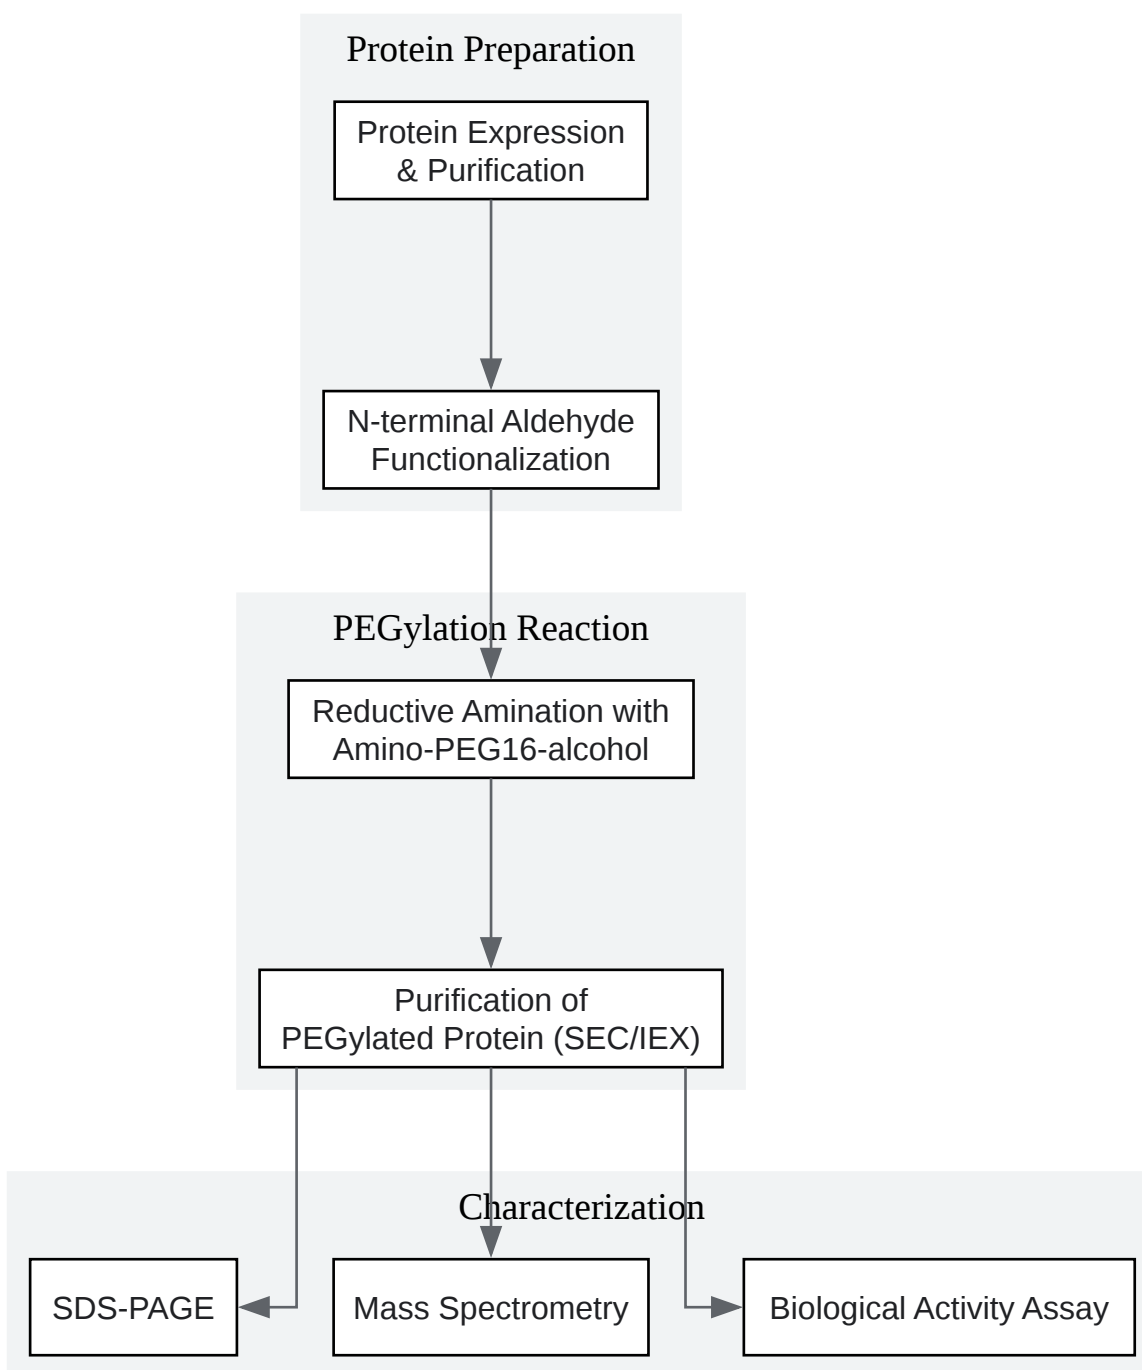 Protein Preparation
Protein Expression
& Purification
N-terminal Aldehyde
Functionalization
PEGylation Reaction
Reductive Amination with
Amino-PEG16-alcohol
Purification of
PEGylated Protein (SEC/IEX)
Characterization
SDS-PAGE
Mass Spectrometry
Biological Activity Assay